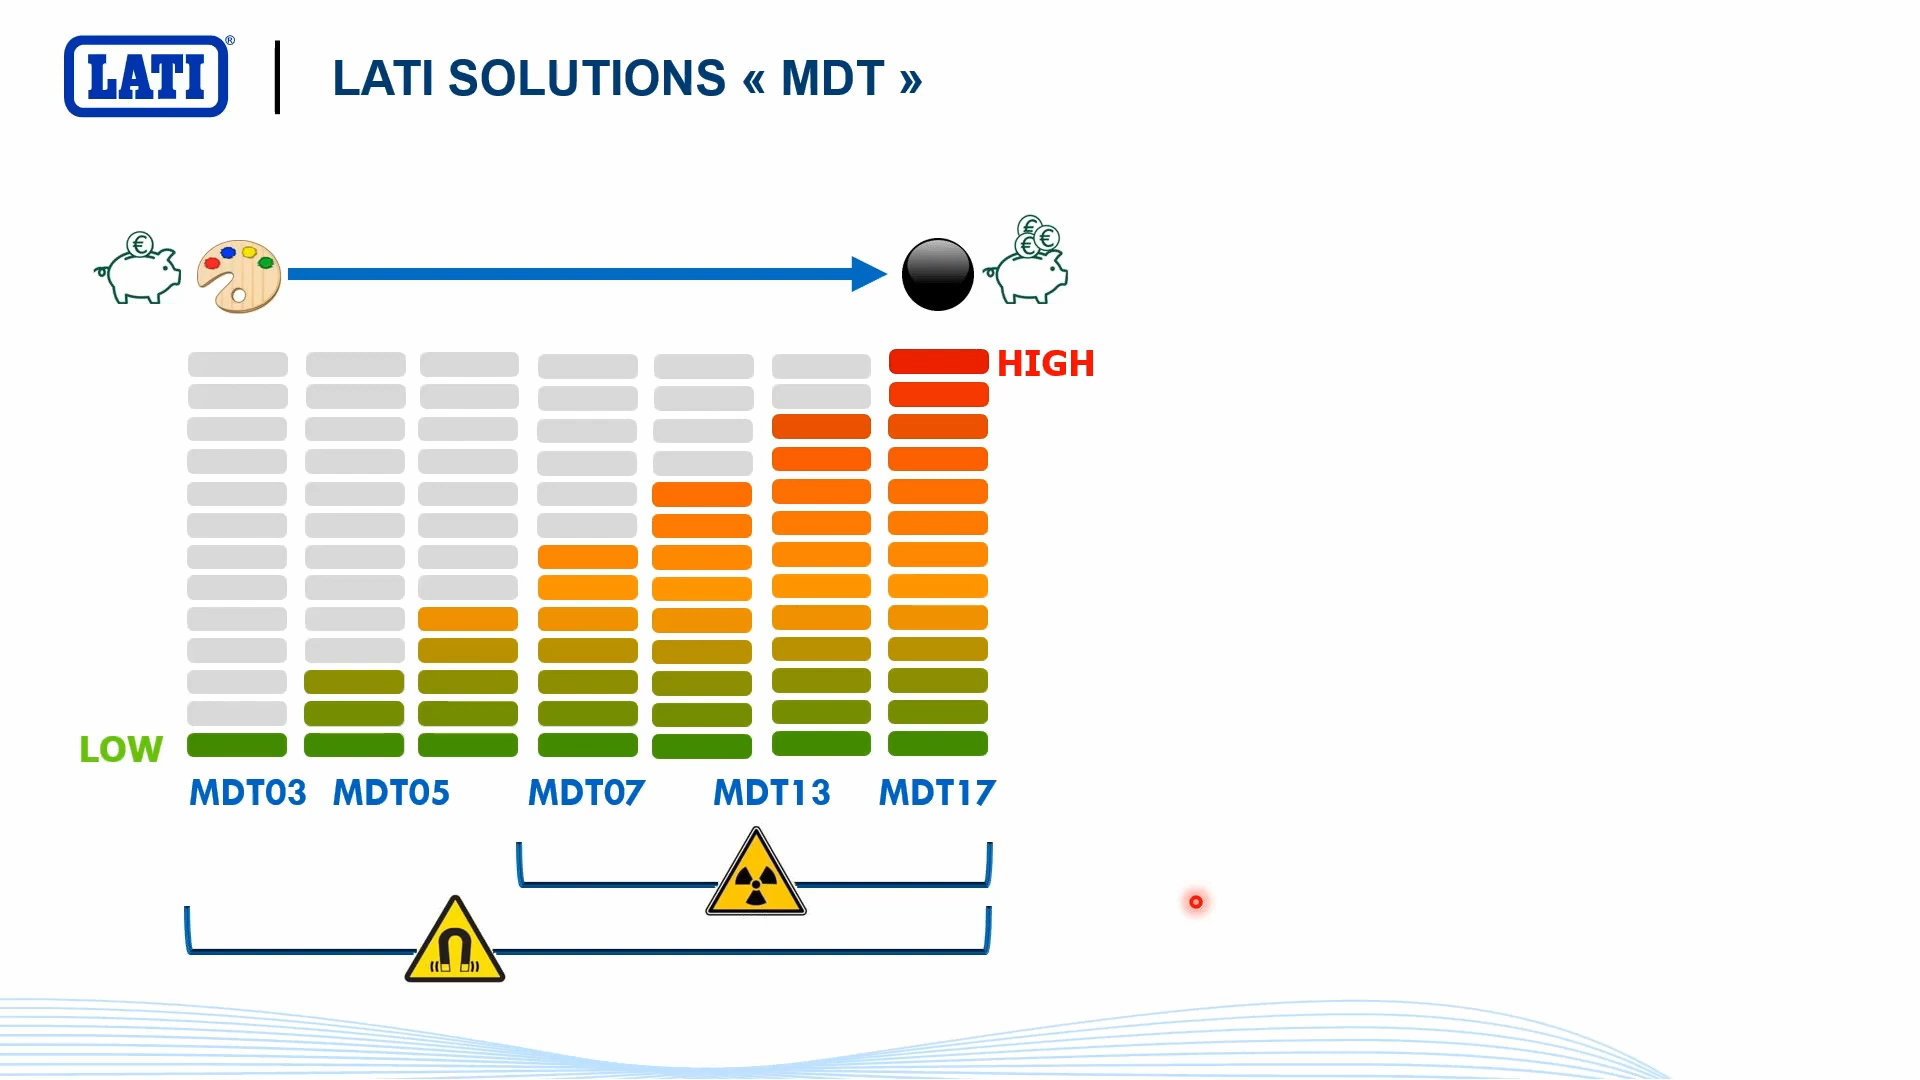 LATI®
LATI SOLUTIONS « MDT »
€
€ € €
HIGH
LOW
MDT03 MDT05 MDT07 MDT13 MDT17